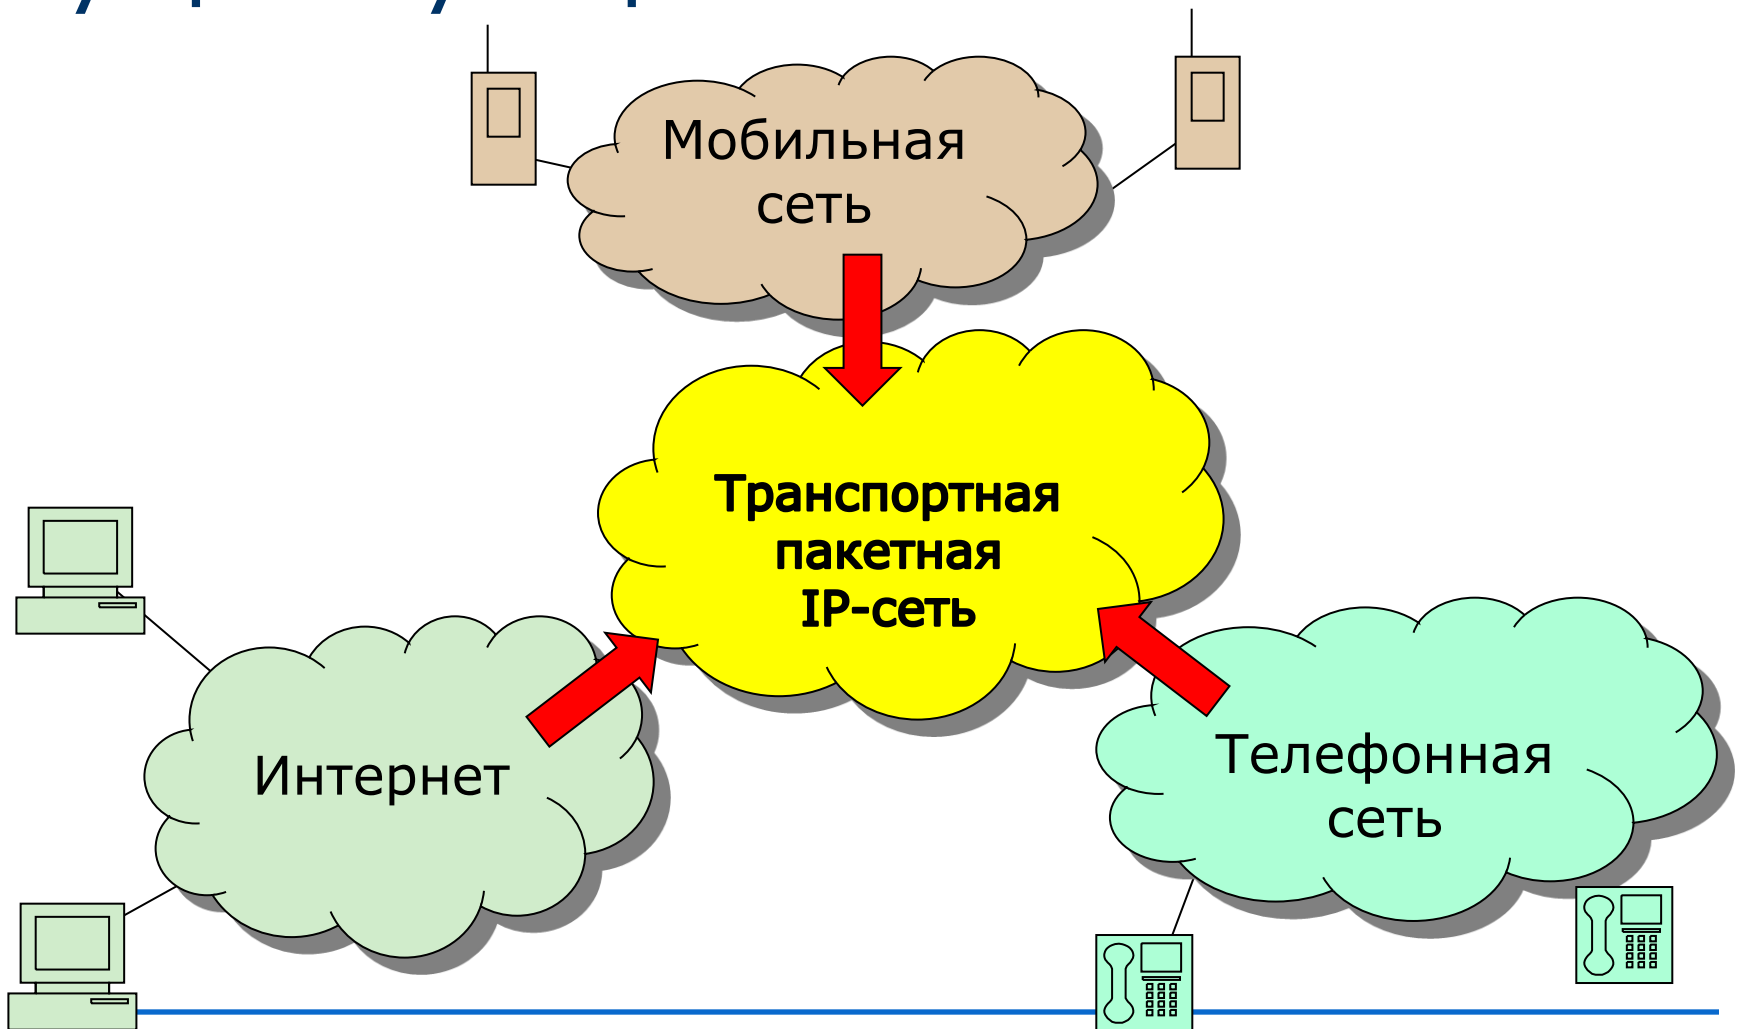 Мобильная
сеть
Транспортная
пакетная
IP-сеть
Интернет
Телефонная
сеть